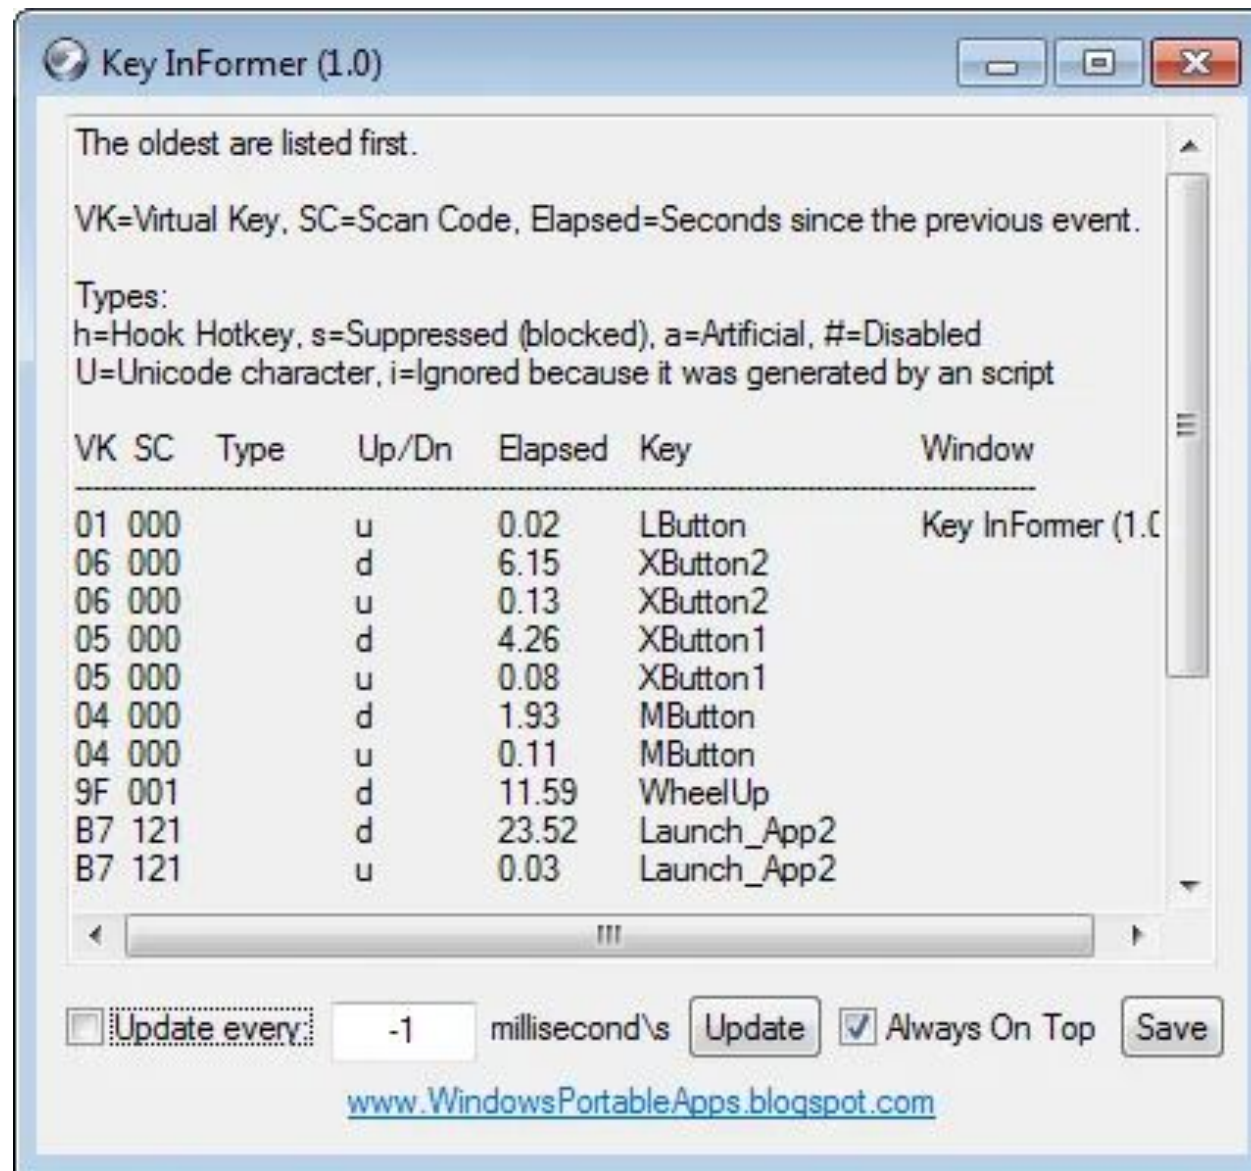 Key InFormer (1.0)
The oldest are listed first.
VK=Virtual Key, SC=Scan Code, Elapsed=Seconds since the previous event.
Types:
h=Hook Hotkey, s=Suppressed (blocked), a=Artificial, #=Disabled
U=Unicode character, i=Ignored because it was generated by an script
VK SC Type Up/Dn Elapsed Key Window
01 000 u 0.02 LButton Key InFormer (1.0
06 000 d 6.15 XButton2
06 000 u 0.13 XButton2
05 000 d 4.26 XButton1
05 000 u 0.08 XButton1
04 000 d 1.93 MButton
04 000 u 0.11 MButton
9F 001 d 11.59 WheelUp
B7 121 d 23.52 Launch_App2
B7 121 u 0.03 Launch_App2
Update every: -1 millisecond\s Update Always On Top Save
www.WindowsPortableApps.blogspot.com